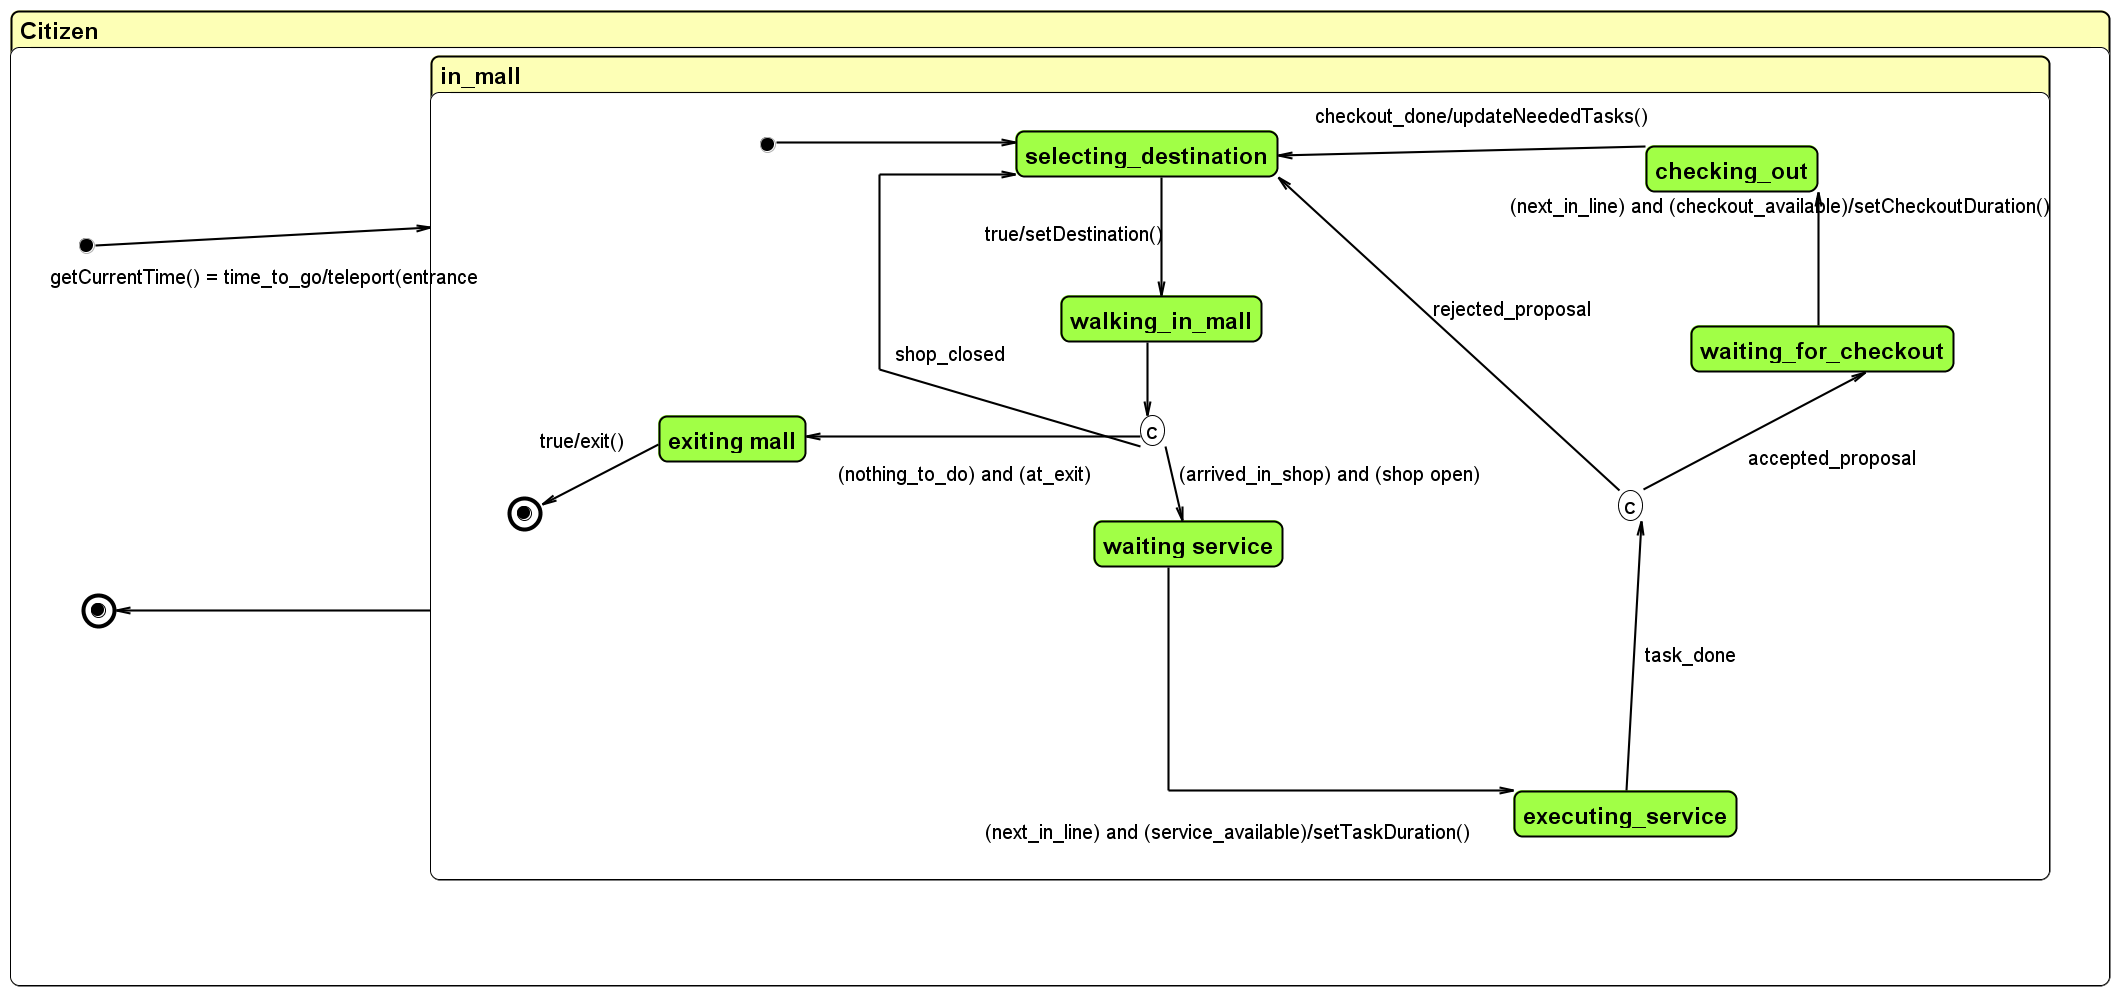 Citizen
in_mall
checkout_done/updateNeededTasks()
selecting_destination
checking_out
(next_in_line) and (checkout_available)/setCheckoutDuration()
true/setDestination()
getCurrentTime() = time_to_go/teleport(entrance
rejected_proposal
walking_in_mall
shop_closed
waiting_for_checkout
true/exit()
exiting mall
c
accepted_proposal
(nothing_to_do) and (at_exit)
(arrived_in_shop) and (shop open)
c
waiting service
task_done
executing_service
(next_in_line) and (service_available)/setTaskDuration()